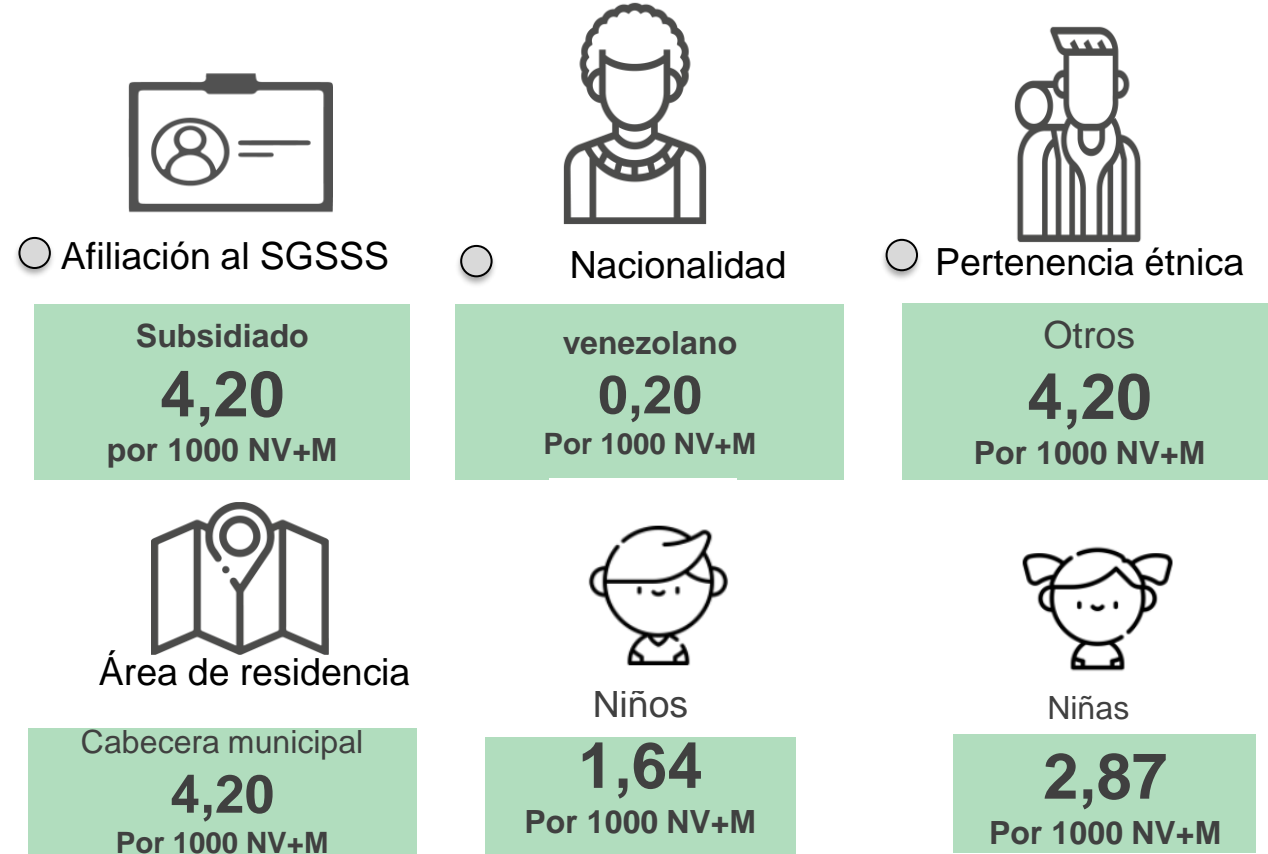 Afiliación al SGSSS
Subsidiado
4,20
por 1000 NV+M
Nacionalidad
venezolano
0,20
Por 1000 NV+M
Pertenencia étnica
Otros
4,20
Por 1000 NV+M
Área de residencia
Cabecera municipal
4,20
Por 1000 NV+M
Niños
1,64
Por 1000 NV+M
Niñas
2,87
Por 1000 NV+M